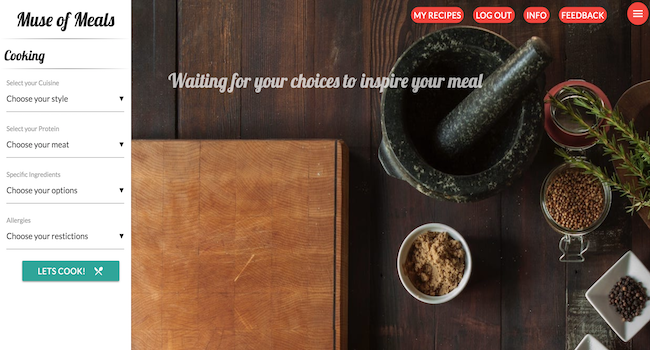 Muse of Meals
MY RECIPES
LOG OUT
INFO
FEEDBACK
Cooking
Select your Cuisine
Choose your style
Select your Protein
Choose your meat
Specific Ingredients
Choose your options
Allergies
Choose your restictions
LETS COOK!
Waiting for your choices to inspire your meal